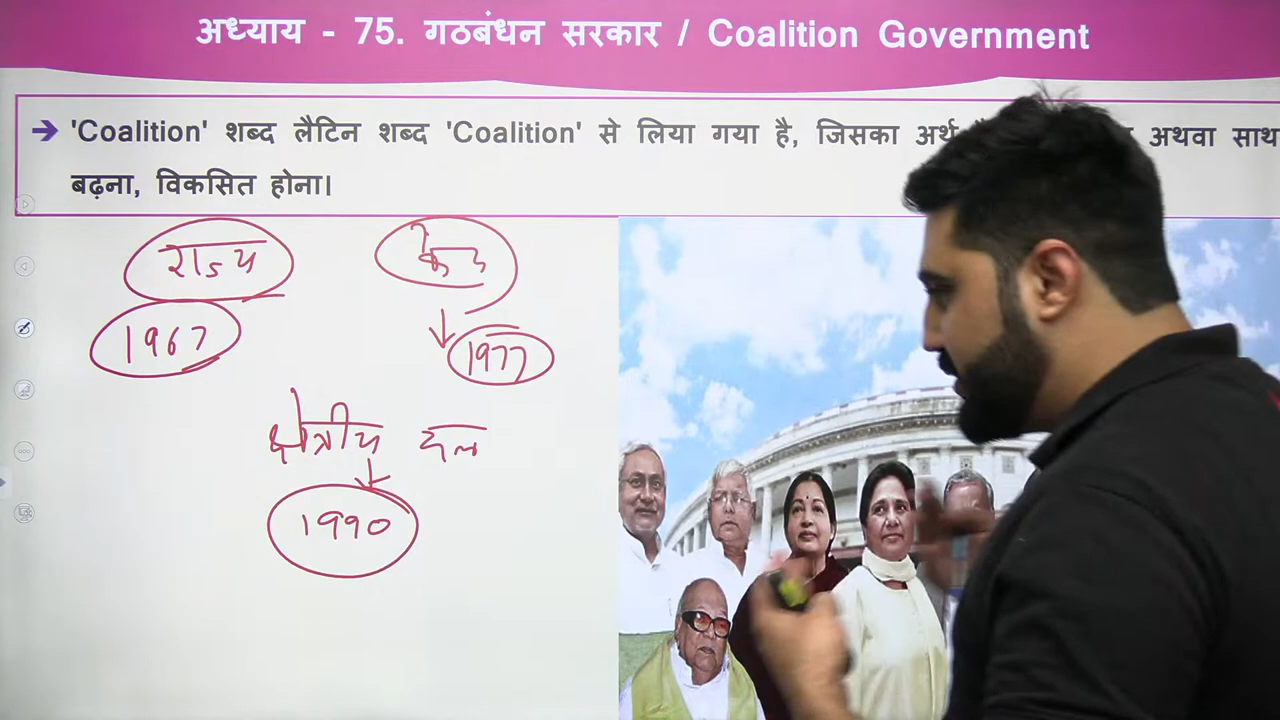 अध्याय - 75. गठबंधन सरकार / Coalition Government
➔ 'Coalition' शब्द लैटिन शब्द 'Coalition' से लिया गया है, जिसका अर्थ अथवा साथ
बढ़ना, विकसित होना।
राज्य
1967
1977
क्षेत्रीय दल
1990